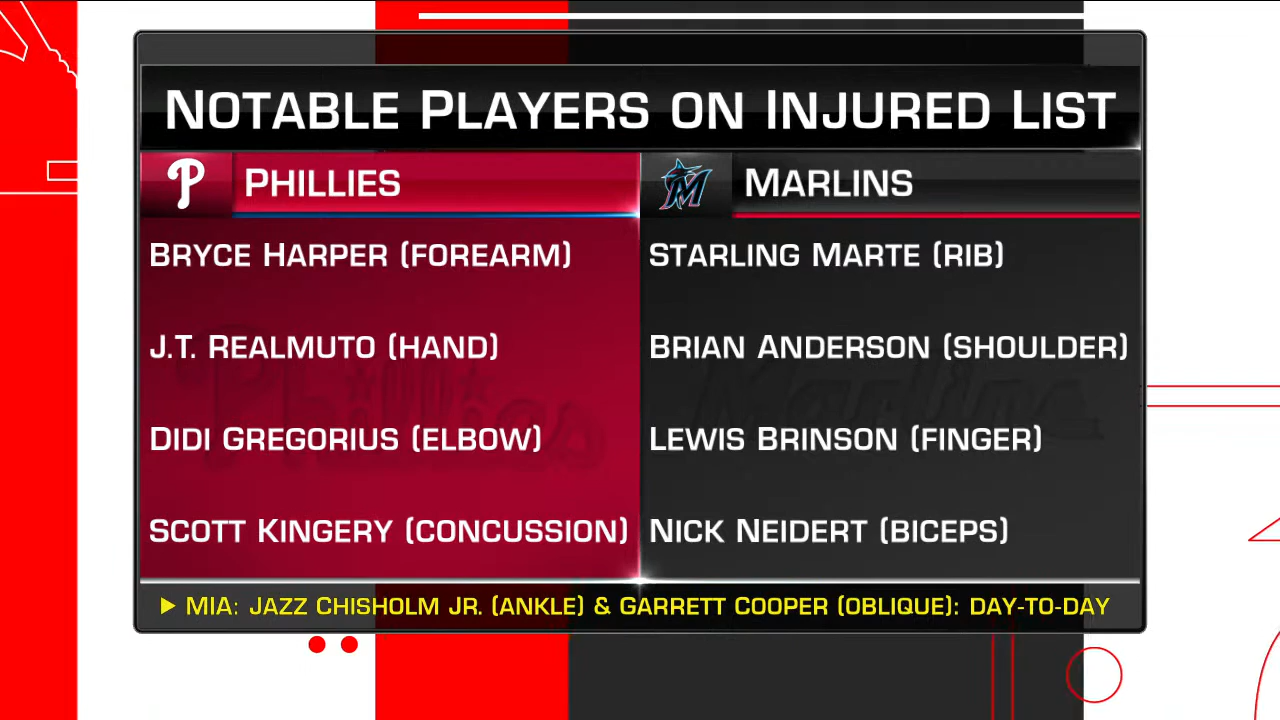 NOTABLE PLAYERS ON INJURED LIST
P PHILLIES
BRYCE HARPER (FOREARM)
J.T. REALMUTO (HAND)
DIDI GREGORIUS (ELBOW)
SCOTT KINGERY (CONCUSSION)
Phillies
M MARLINS
STARLING MARTE (RIB)
BRIAN ANDERSON (SHOULDER)
LEWIS BRINSON (FINGER)
NICK NEIDERT (BICEPS)
Marlins
▶ MIA: JAZZ CHISHOLM JR. (ANKLE) & GARRETT COOPER (OBLIQUE): DAY-TO-DAY